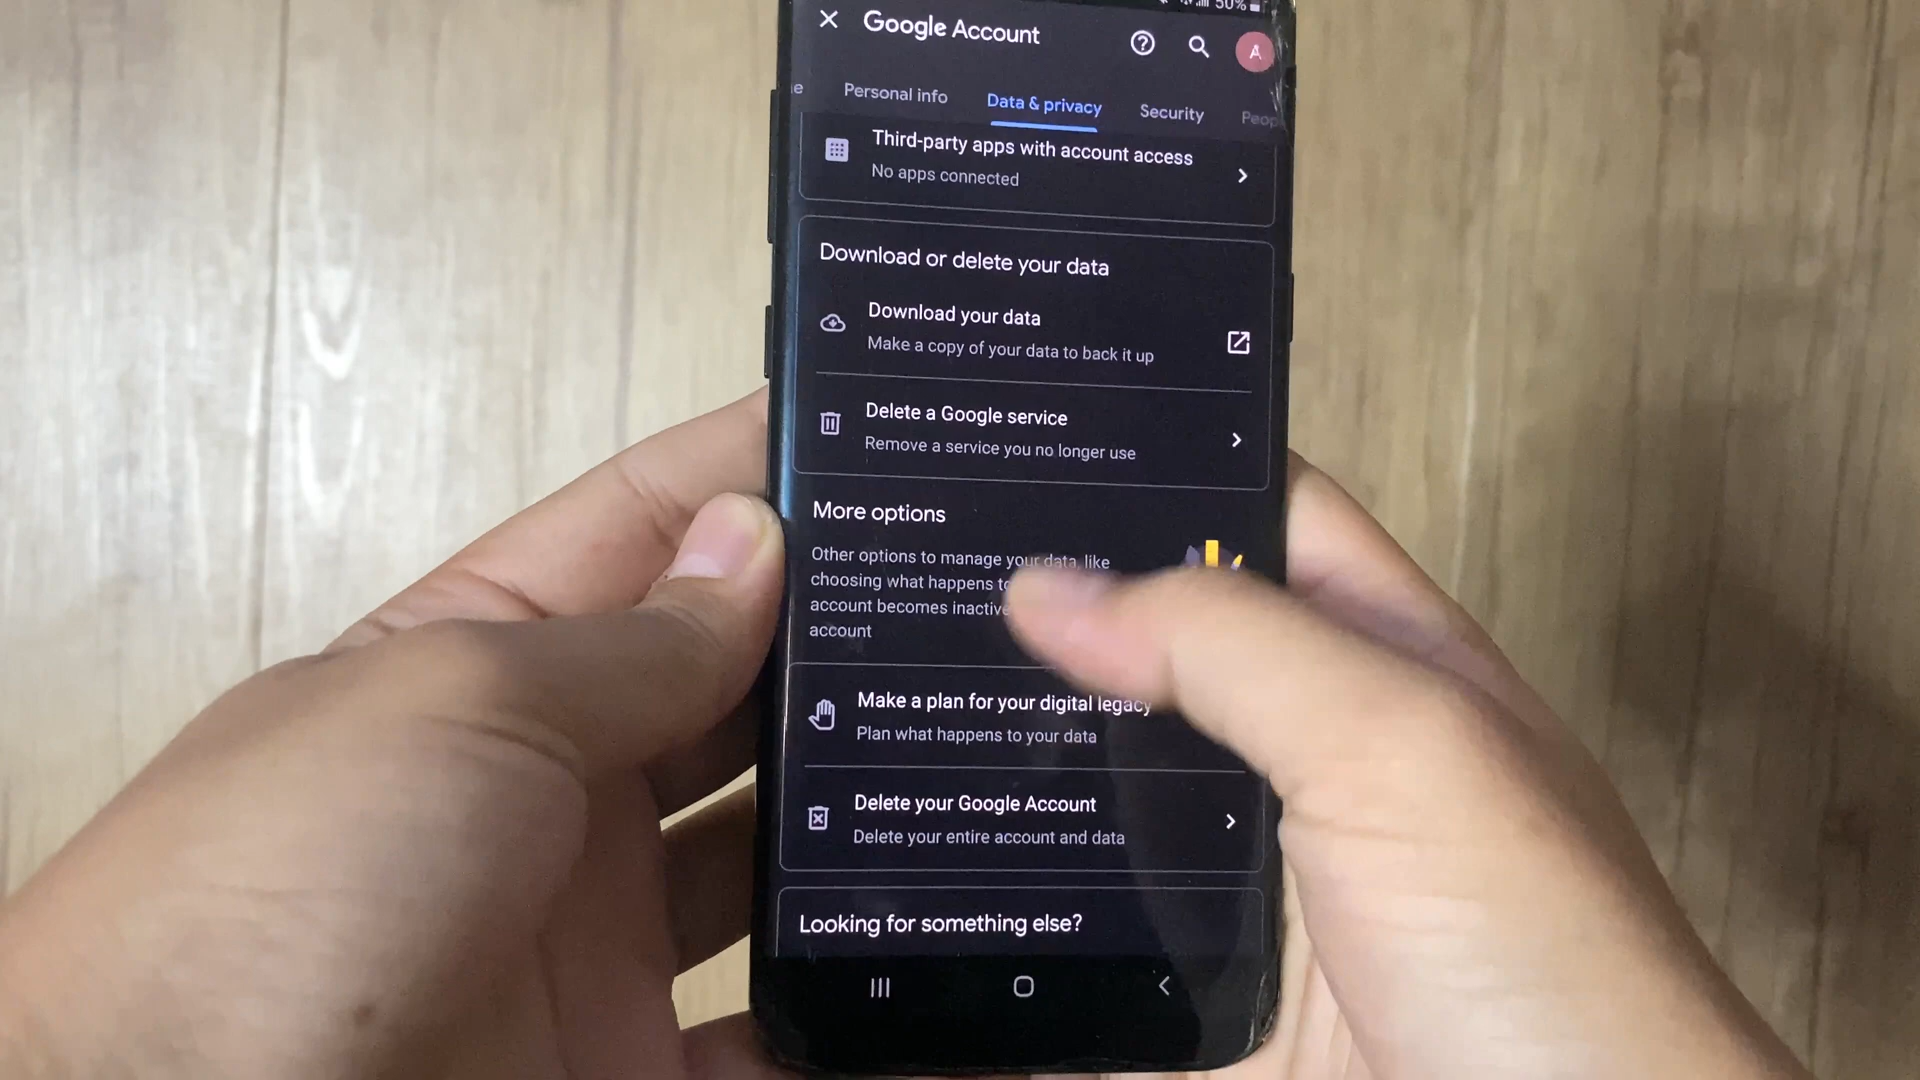 50%
Google Account
A
e Personal info Data & privacy Security Peop
Third-party apps with account access
No apps connected
Download or delete your data
Download your data
Make a copy of your data to back it up
Delete a Google service
Remove a service you no longer use
More options
Other options to manage your data, like
choosing what happens
account becomes inactive
account
Make a plan for your digital legacy
Plan what happens to your data
Delete your Google Account
Delete your entire account and data
Looking for something else?